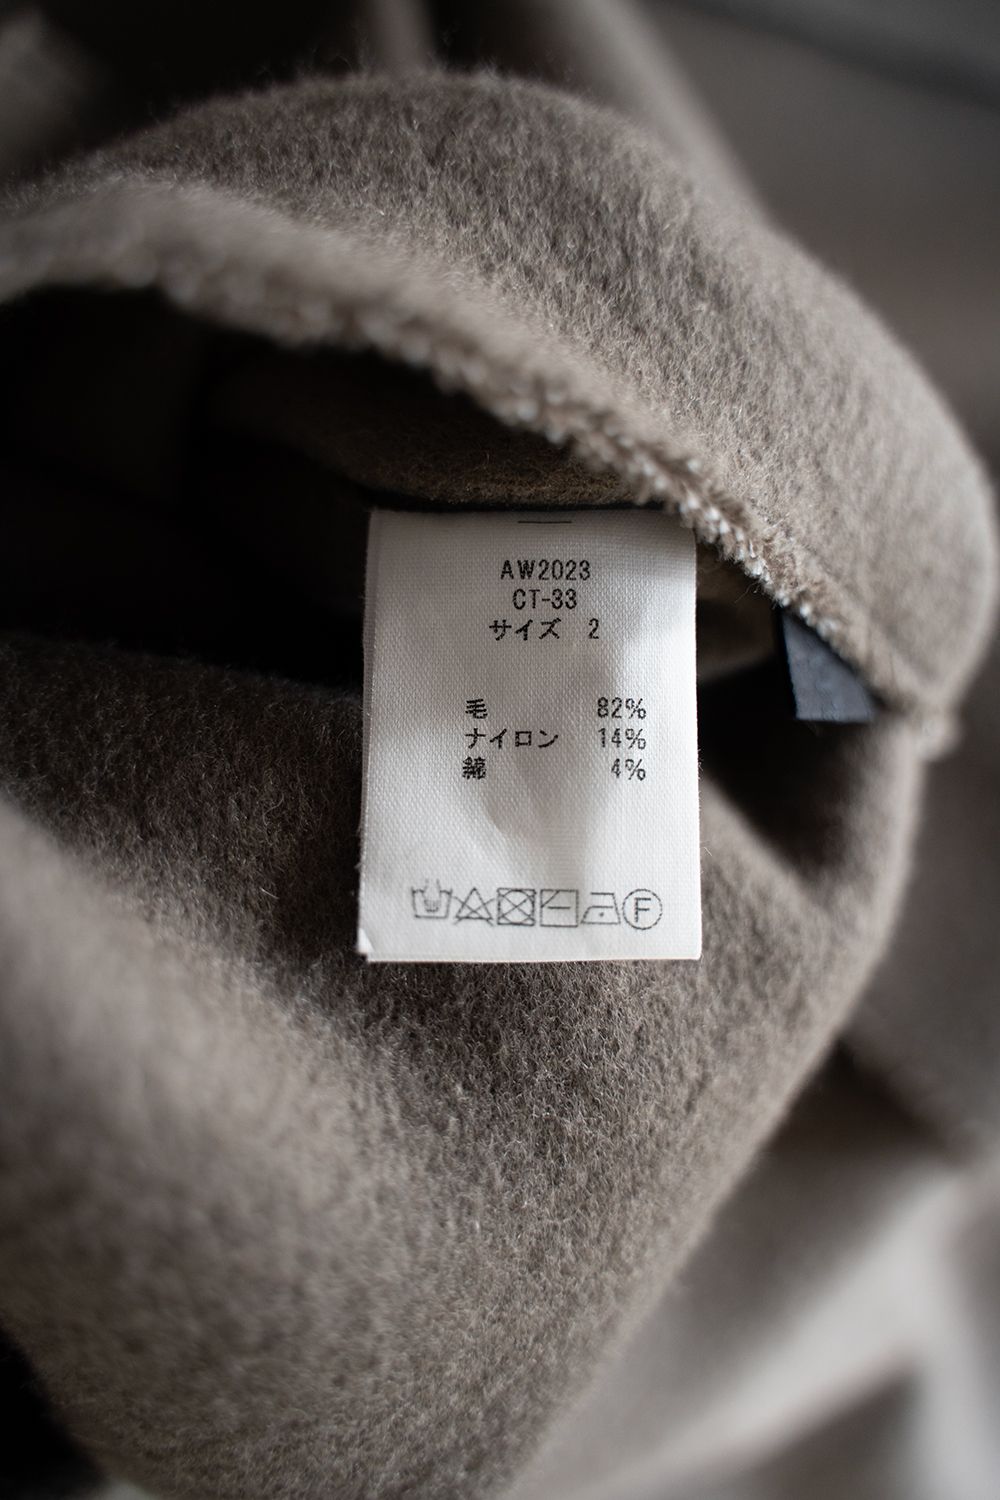 AW2023
CT-33
サイズ 2
毛 82%
ナイロン 14%
綿 4%
F